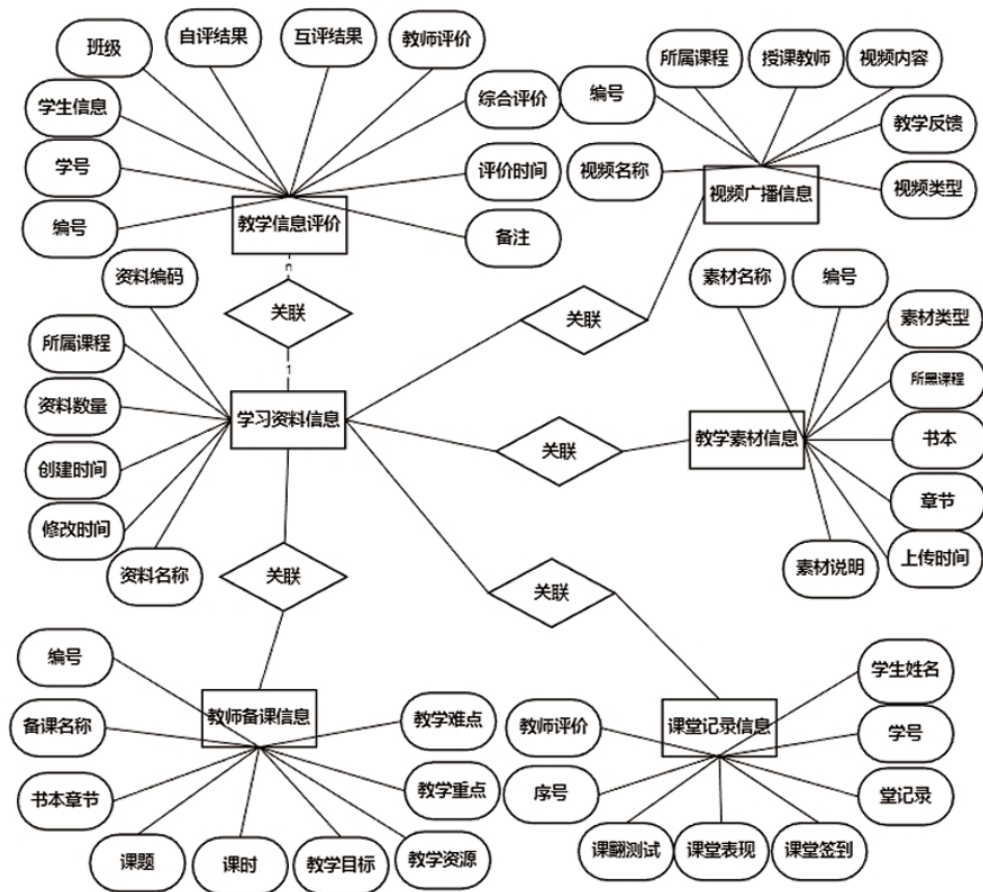 班级
自评结果
互评结果
教师评价
学生信息
综合评价
学号
评价时间
编号
备注
教学信息评价
所属课程
授课教师
视频内容
编号
教学反馈
视频名称
视频类型
视频广播信息
n
关联
1
关联
资料编码
所属课程
资料数量
创建时间
修改时间
资料名称
学习资料信息
素材名称
编号
素材类型
所属课程
书本
章节
上传时间
素材说明
教学素材信息
关联
关联
关联
编号
备课名称
书本章节
课题
课时
教学目标
教学资源
教学重点
教学难点
教师备课信息
课堂记录信息
学生姓名
教师评价
学号
序号
堂记录
课翻测试
课堂表现
课堂签到